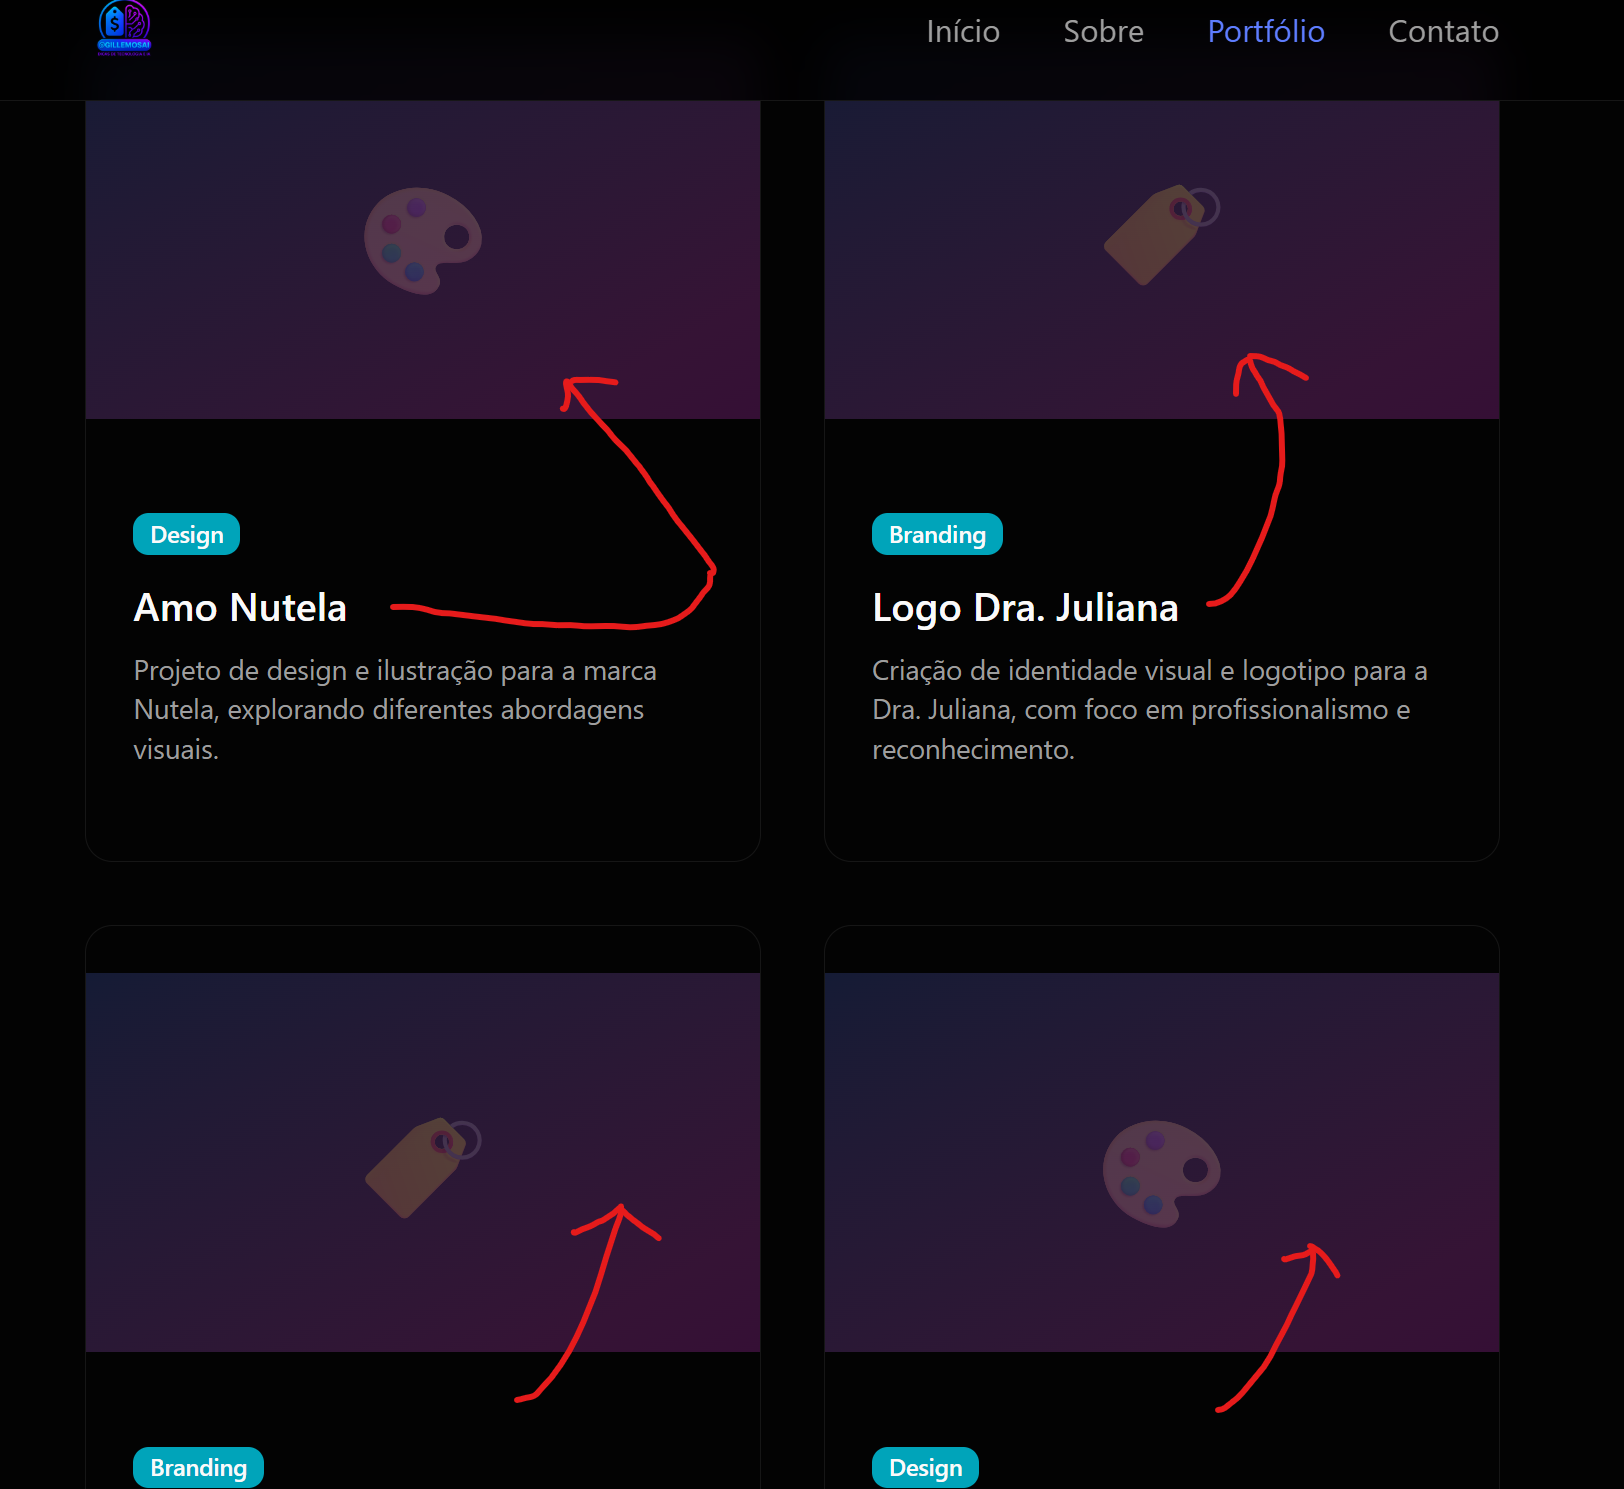 @GILLEMOSAI
Início Sobre Portfólio Contato
Design
Amo Nutela
Projeto de design e ilustração para a marca
Nutela, explorando diferentes abordagens
visuais.
Branding
Logo Dra. Juliana
Criação de identidade visual e logotipo para a
Dra. Juliana, com foco em profissionalismo e
reconhecimento.
Branding
Design